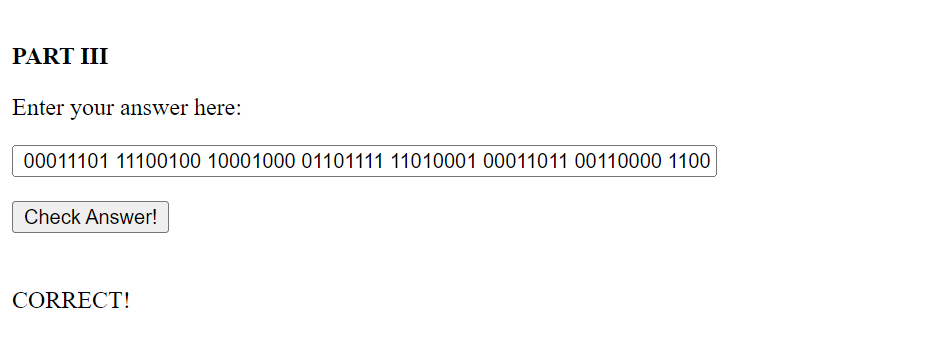 PART III
Enter your answer here:
00011101 11100100 10001000 01101111 11010001 00011011 00110000 1100
Check Answer!
CORRECT!